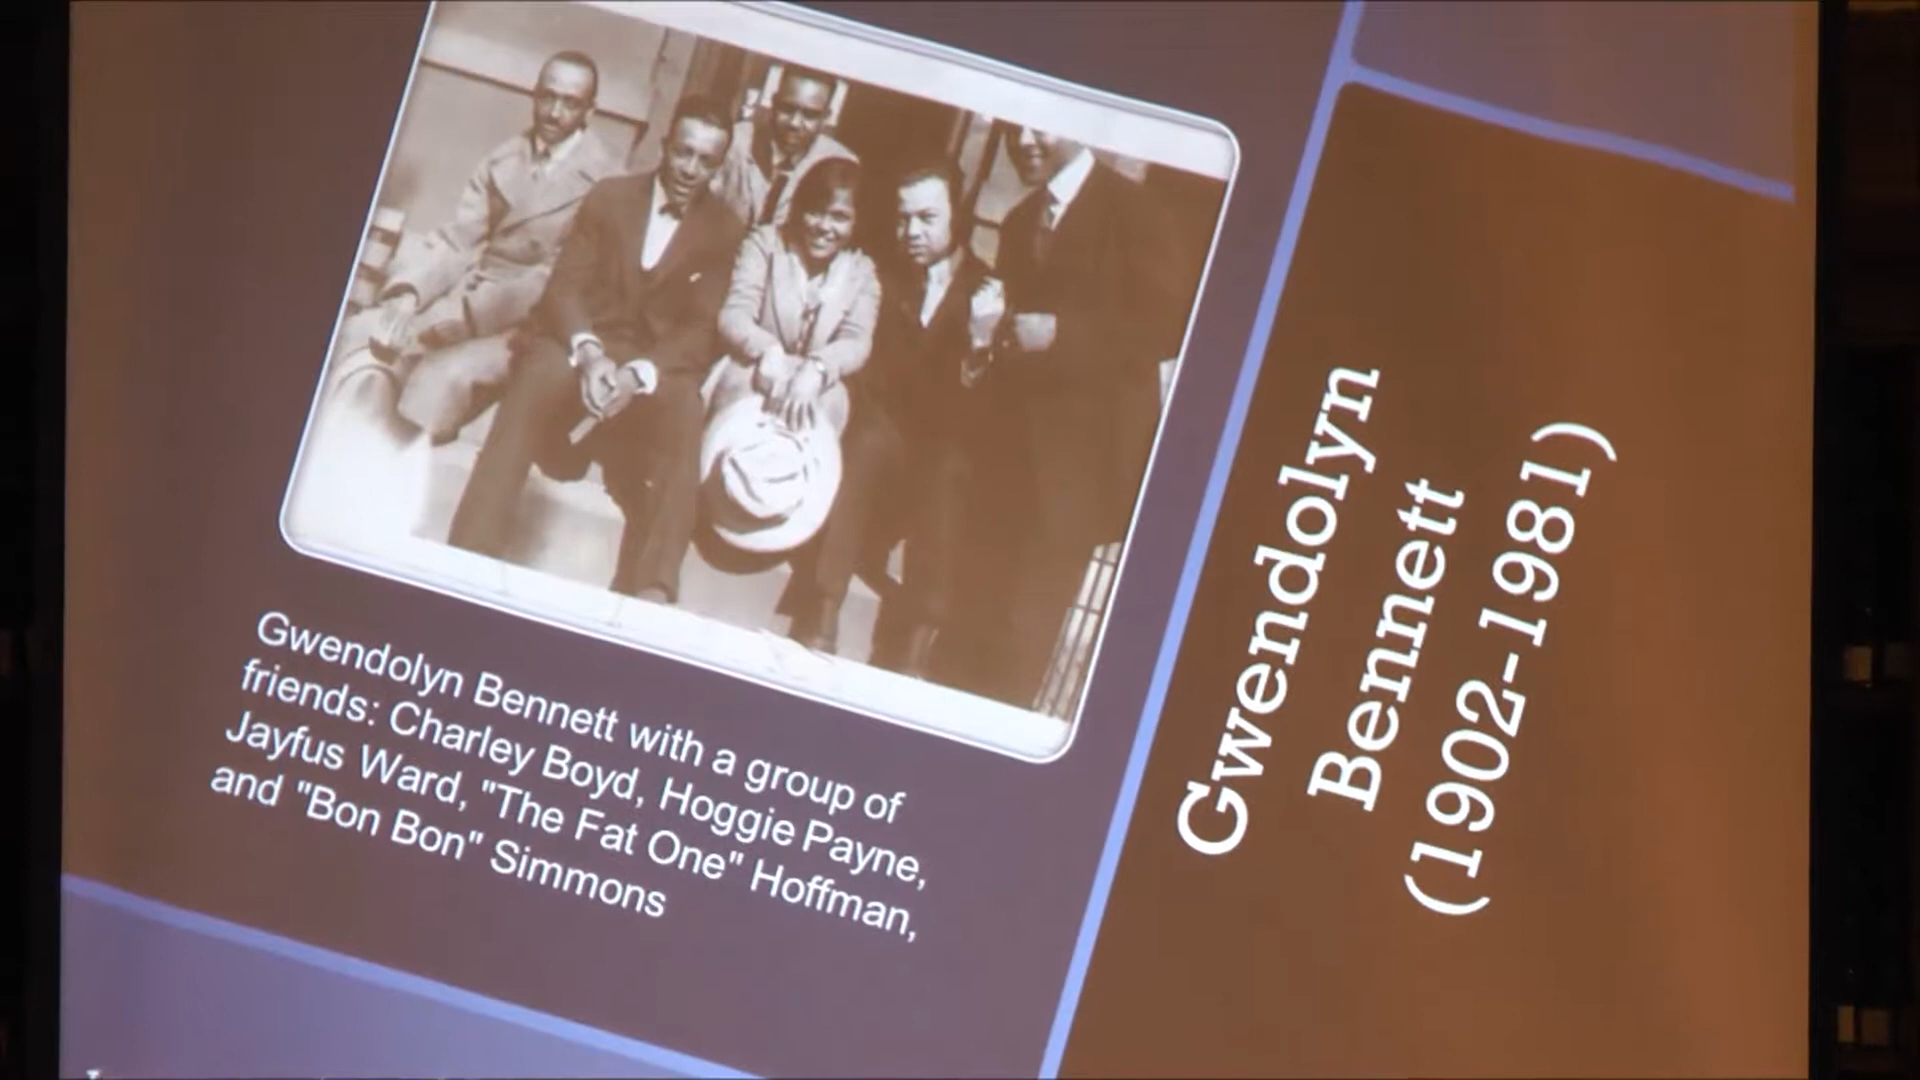 Gwendolyn Bennett with a group of
friends: Charley Boyd, Hoggie Payne,
Jayfus Ward, "The Fat One" Hoffman,
and "Bon Bon" Simmons
Gwendolyn
Bennett
(1902-1981)